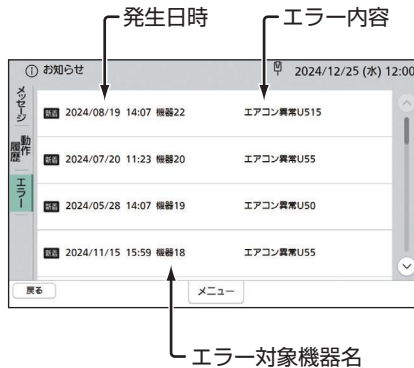 発生日時 エラー内容
お知らせ 2024/12/25 (水) 12:00
メッセージ
動作履歴
エラー
新着 2024/08/19 14:07 機器22 エアコン異常U515
新着 2024/07/20 11:23 機器20 エアコン異常U55
新着 2024/05/28 14:07 機器19 エアコン異常U50
新着 2024/11/15 15:59 機器18 エアコン異常U55
戻る メニュー
エラー対象機器名